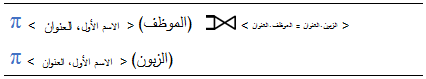 π < الاسم الأول، العنوان > (الموظف) ⋈ < الزبون.العنوان = الموظف.العنوان >
π < الاسم الأول، العنوان > (الزبون)